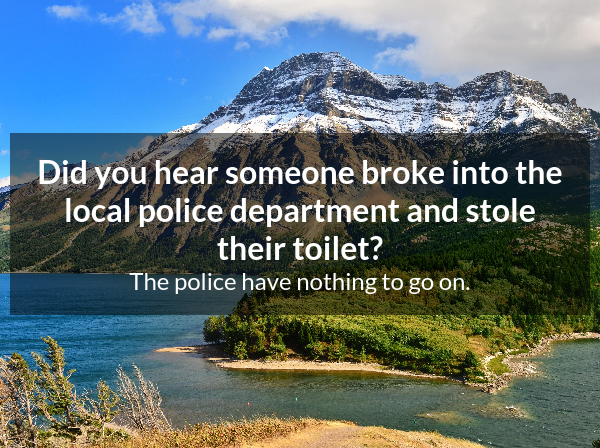 Did you hear someone broke into the
local police department and stole
their toilet?
The police have nothing to go on.